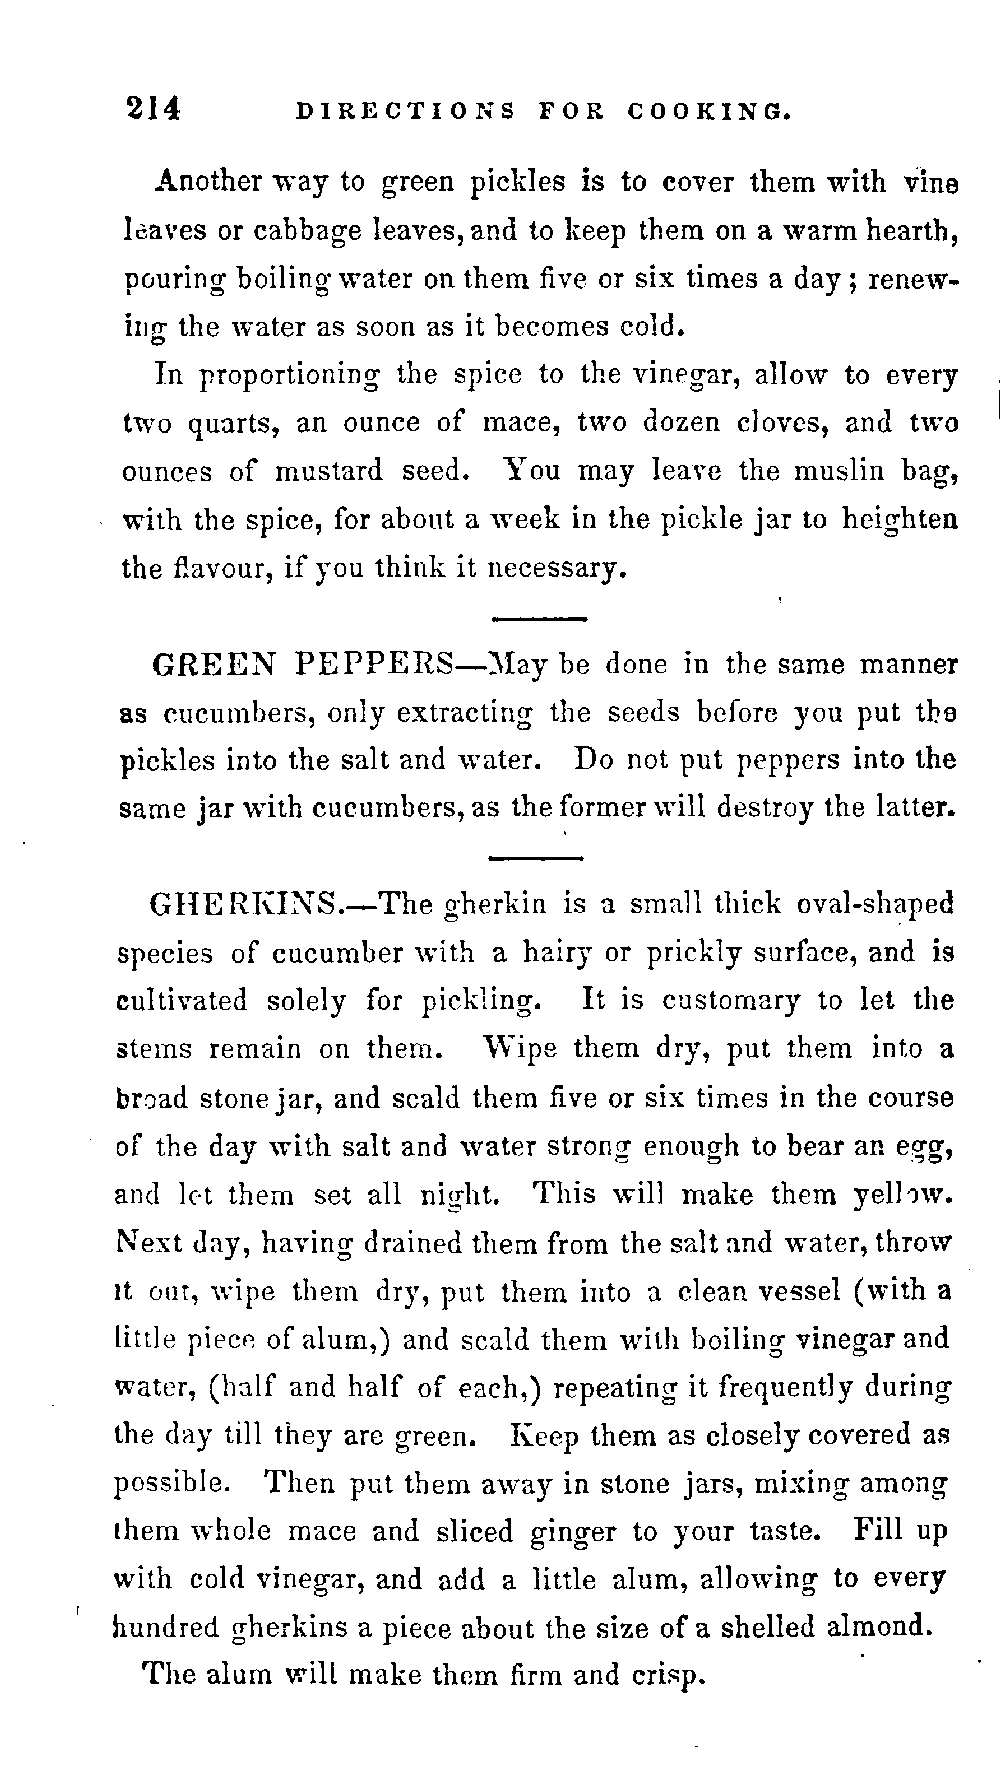 214 DIRECTIONS FOR COOKING.
Another way to green pickles is to cover them with vine
leaves or cabbage leaves, and to keep them on a warm hearth,
pouring boiling water on them five or six times a day; renew-
ing the water as soon as it becomes cold.
In proportioning the spice to the vinegar, allow to every
two quarts, an ounce of mace, two dozen cloves, and two
ounces of mustard seed. You may leave the muslin bag,
with the spice, for about a week in the pickle jar to heighten
the flavour, if you think it necessary.
GREEN PEPPERS—May be done in the same manner
as cucumbers, only extracting the seeds before you put the
pickles into the salt and water. Do not put peppers into the
same jar with cucumbers, as the former will destroy the latter.
GHERKINS.—The gherkin is a small thick oval-shaped
species of cucumber with a hairy or prickly surface, and is
cultivated solely for pickling. It is customary to let the
stems remain on them. Wipe them dry, put them into a
broad stone jar, and scald them five or six times in the course
of the day with salt and water strong enough to bear an egg,
and let them set all night. This will make them yellow.
Next day, having drained them from the salt and water, throw
it out, wipe them dry, put them into a clean vessel (with a
little piece of alum,) and scald them with boiling vinegar and
water, (half and half of each,) repeating it frequently during
the day till they are green. Keep them as closely covered as
possible. Then put them away in stone jars, mixing among
them whole mace and sliced ginger to your taste. Fill up
with cold vinegar, and add a little alum, allowing to every
hundred gherkins a piece about the size of a shelled almond.
The alum will make them firm and crisp.